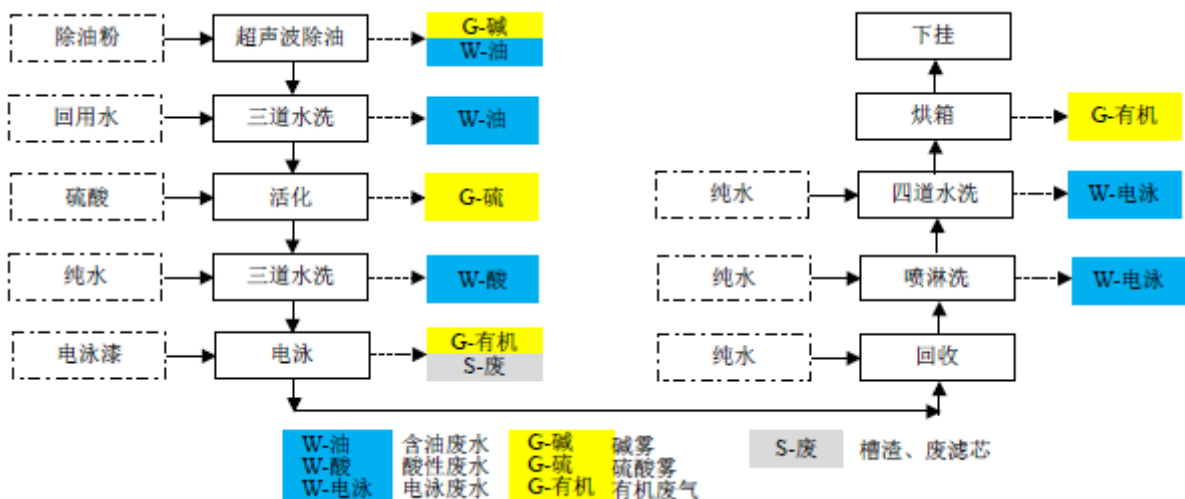 除油粉
超声波除油
G-碱
W-油
回用水
三道水洗
W-油
硫酸
活化
G-硫
纯水
三道水洗
W-酸
电泳漆
电泳
G-有机
S-废
下挂
烘箱
G-有机
纯水
四道水洗
W-电泳
纯水
喷淋洗
W-电泳
纯水
回收
W-油 含油废水 G-碱 碱雾 S-废 槽渣、废滤芯
W-酸 酸性废水 G-硫 硫酸雾
W-电泳 电泳废水 G-有机 有机废气